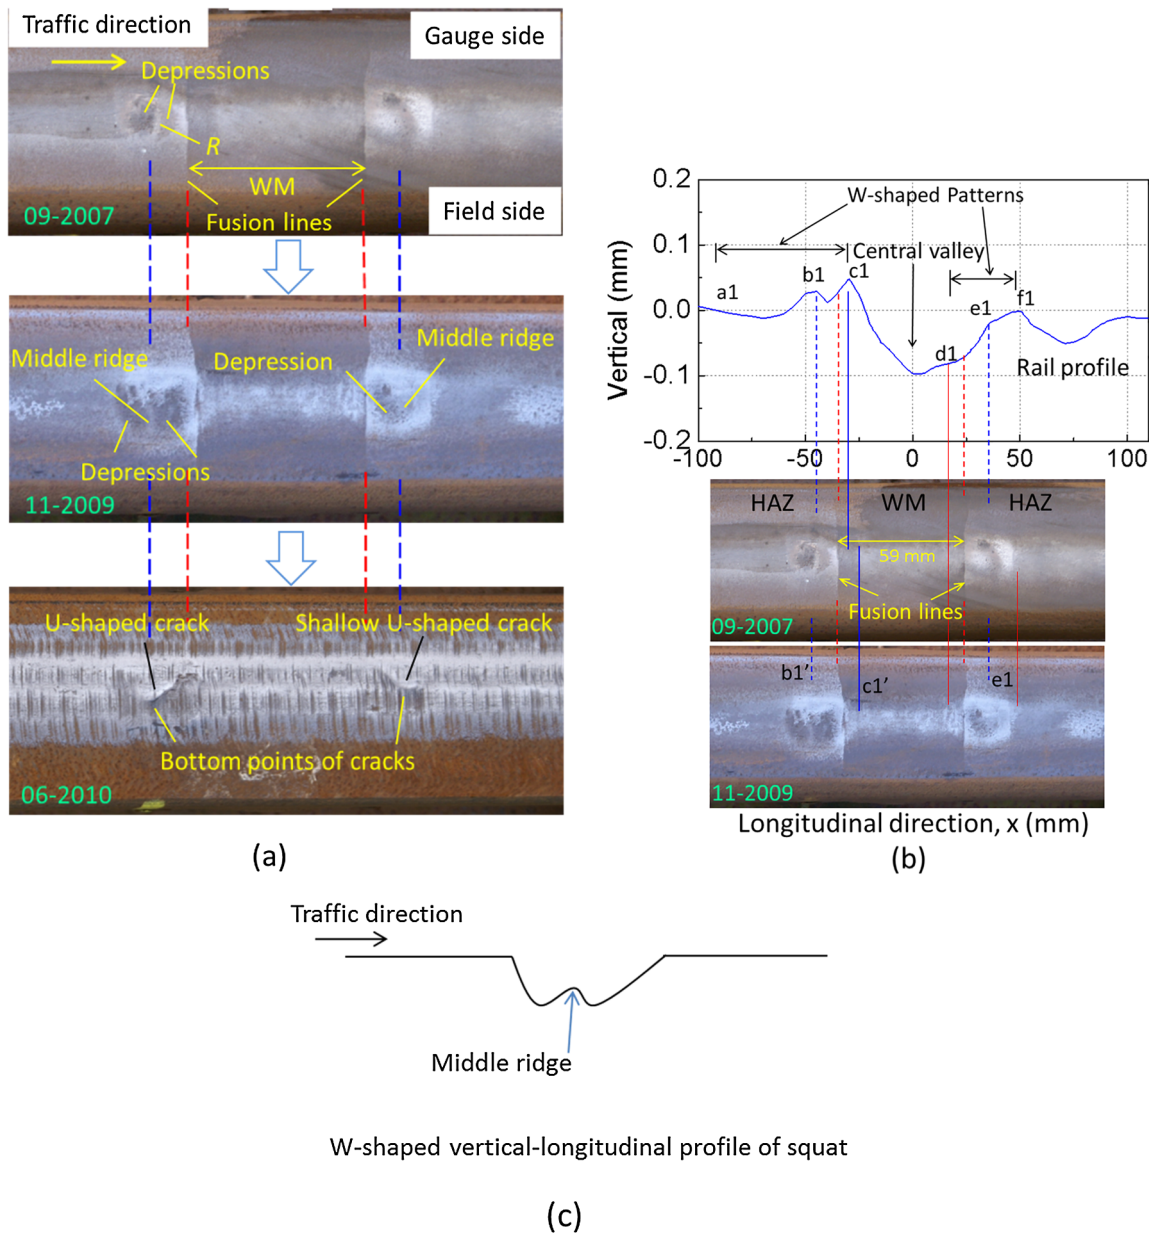 Traffic direction
Gauge side
Depressions
R
WM
Fusion lines
Field side
09-2007
Middle ridge
Depression
Middle ridge
Depressions
11-2009
U-shaped crack
Shallow U-shaped crack
Bottom points of cracks
06-2010
(a)
0.2
0.1
0.0
-0.1
-0.2
Vertical (mm)
W-shaped Patterns
Central valley
a1
b1
c1
d1
e1
f1
Rail profile
-100
-50
0
50
100
HAZ
WM
HAZ
59 mm
Fusion lines
09-2007
b1’
c1’
e1
11-2009
Longitudinal direction, x (mm)
(b)
Traffic direction
Middle ridge
W-shaped vertical-longitudinal profile of squat
(c)